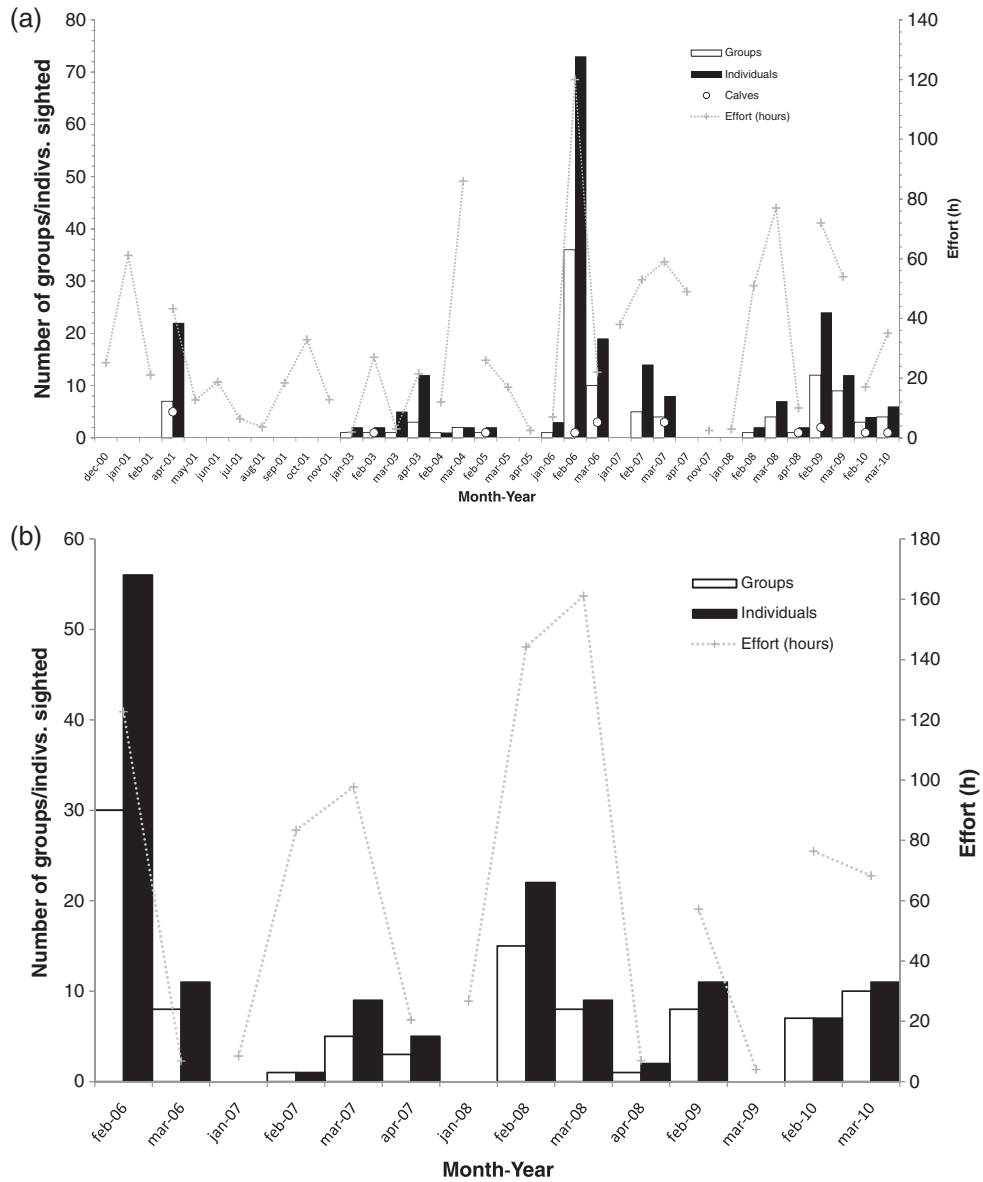 (a)
Number of groups/indivs. sighted
80
70
60
50
40
30
20
10
0
140
120
100
80
60
40
20
0
Effort (h)
Groups
Individuals
Calves
Effort (hours)
dec-00
jan-01
feb-01
apr-01
may-01
jun-01
jul-01
aug-01
sep-01
oct-01
nov-01
jan-03
feb-03
mar-03
apr-03
feb-04
mar-04
feb-05
mar-05
apr-05
jan-06
feb-06
mar-06
jan-07
feb-07
mar-07
apr-07
nov-07
jan-08
feb-08
mar-08
apr-08
feb-09
mar-09
feb-10
mar-10
Month-Year
(b)
Number of groups/indivs. sighted
60
50
40
30
20
10
0
180
160
140
120
100
80
60
40
20
0
Effort (h)
Groups
Individuals
Effort (hours)
feb-06
mar-06
jan-07
feb-07
mar-07
apr-07
jan-08
feb-08
mar-08
apr-08
feb-09
mar-09
feb-10
mar-10
Month-Year